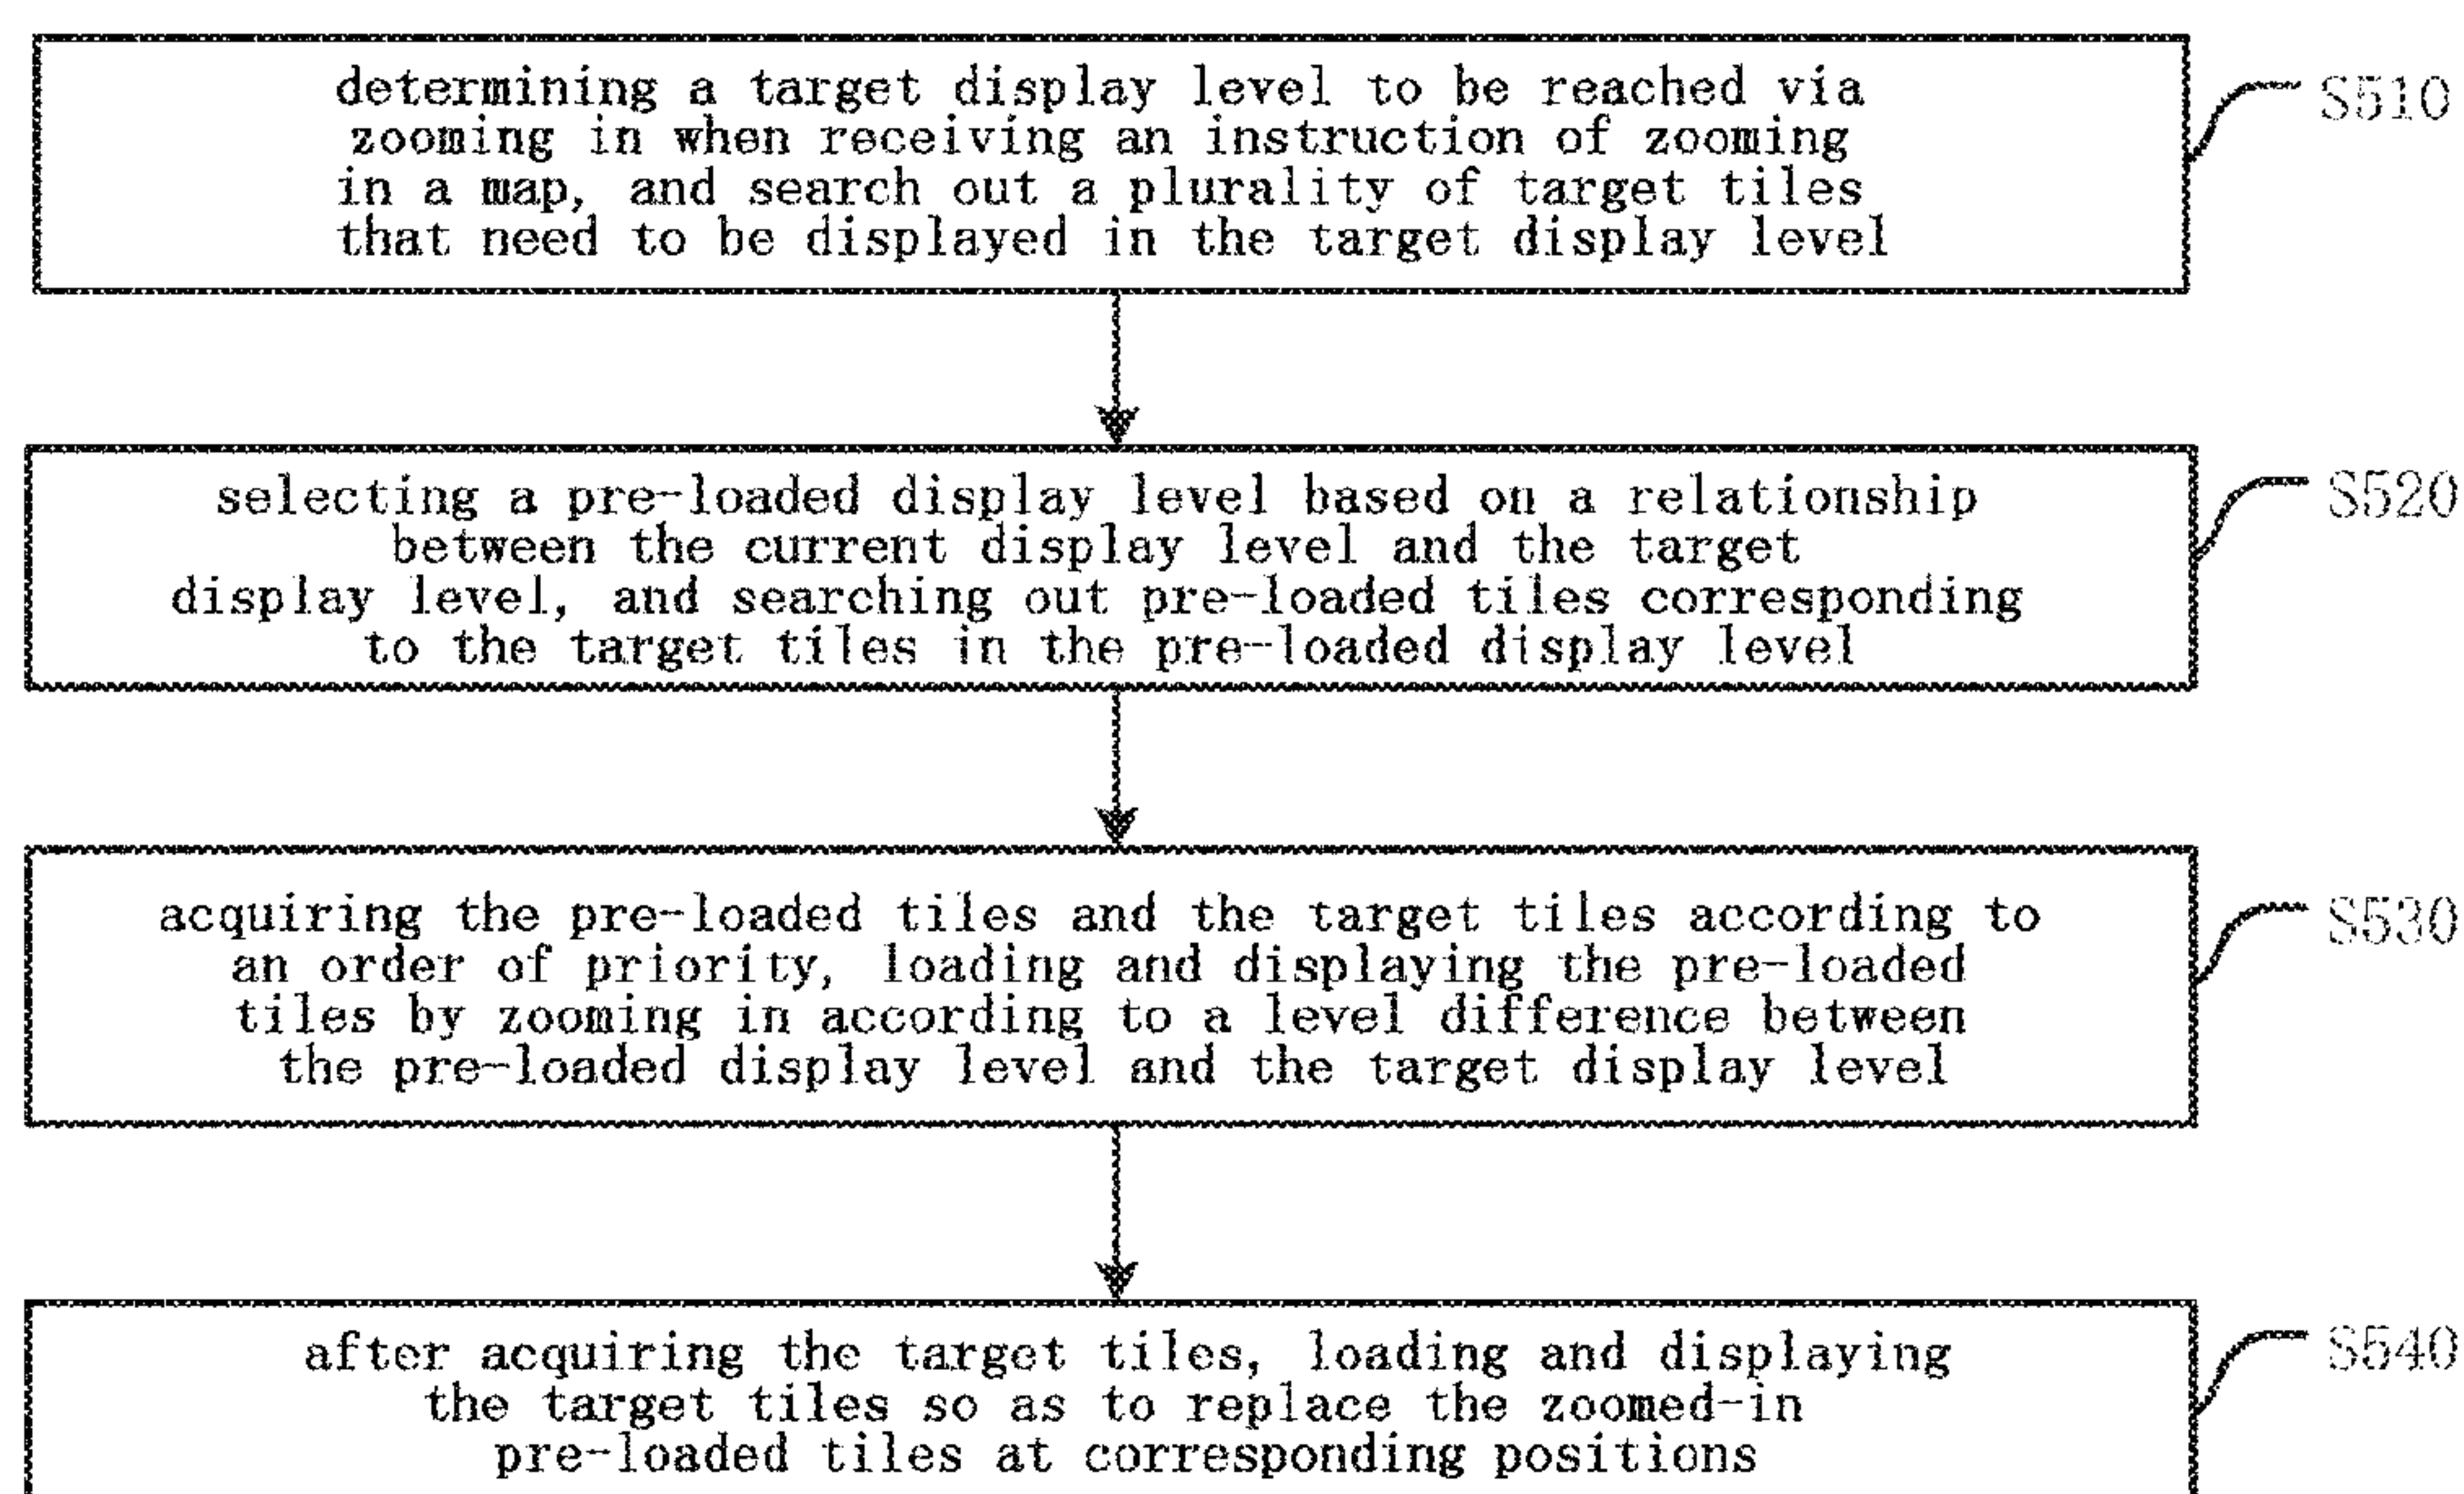 determining a target display level to be reached via
zooming in when receiving an instruction of zooming
in a map, and search out a plurality of target tiles
that need to be displayed in the target display level
S510
selecting a pre-loaded display level based on a relationship
between the current display level and the target
display level, and searching out pre-loaded tiles corresponding
to the target tiles in the pre-loaded display level
S520
acquiring the pre-loaded tiles and the target tiles according to
an order of priority, loading and displaying the pre-loaded
tiles by zooming in according to a level difference between
the pre-loaded display level and the target display level
S530
after acquiring the target tiles, loading and displaying
the target tiles so as to replace the zoomed-in
pre-loaded tiles at corresponding positions
S540